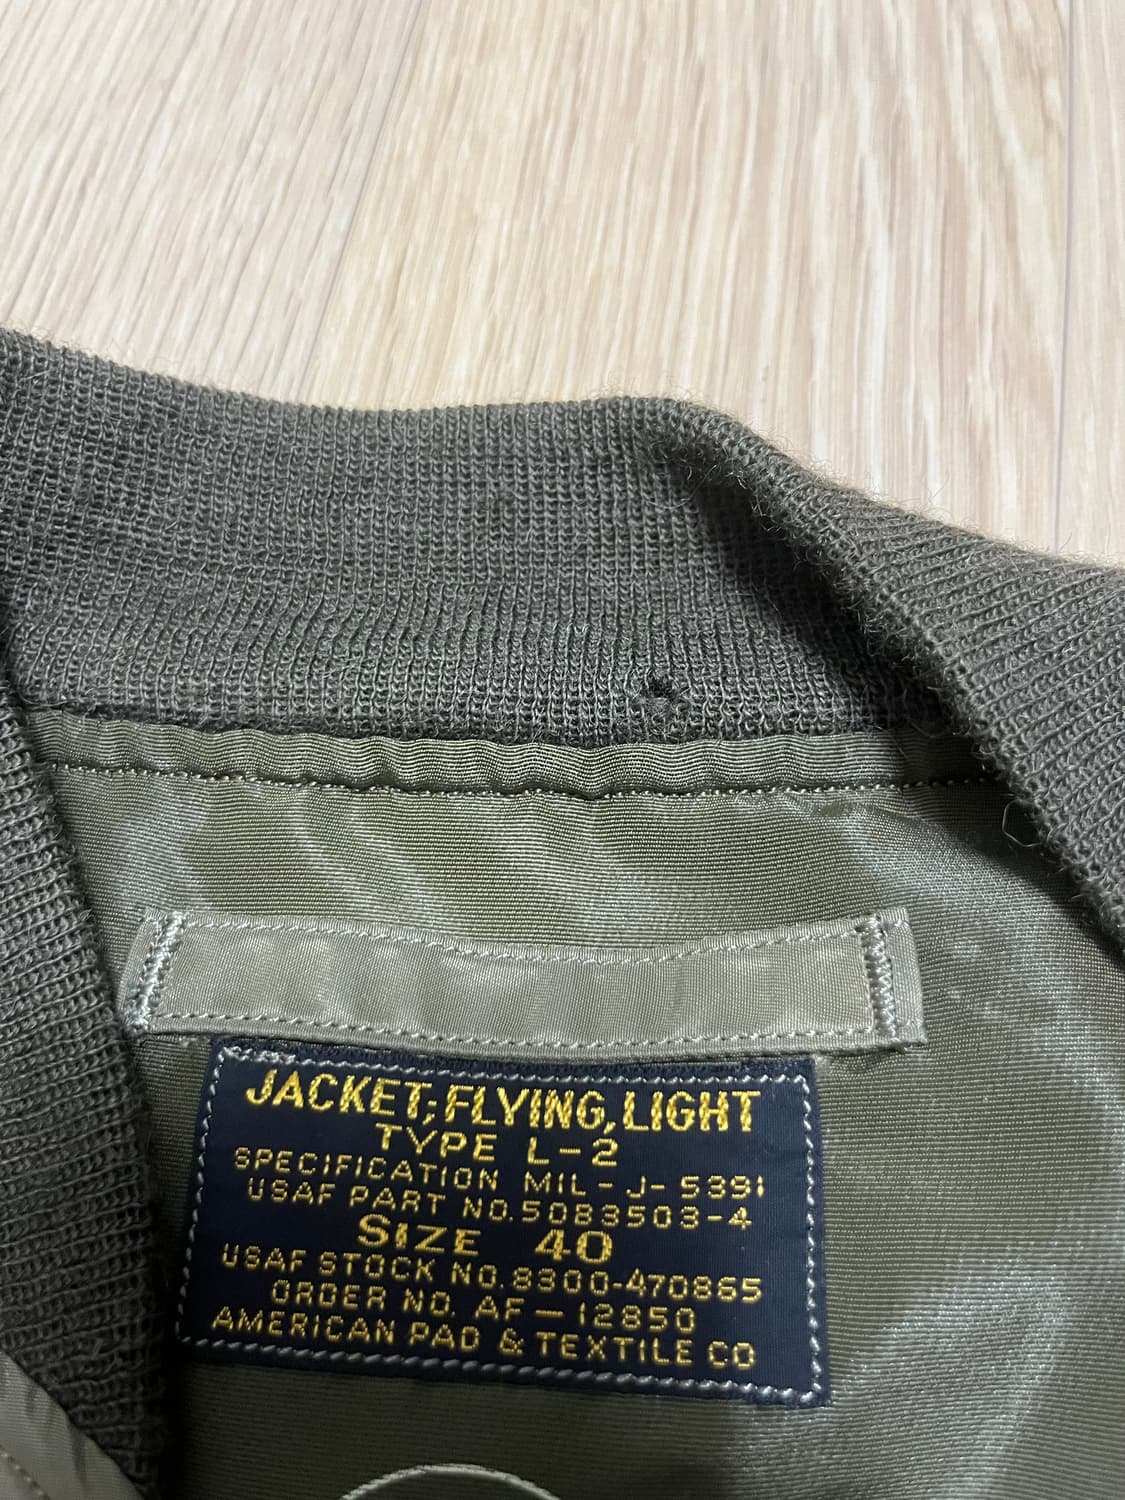 JACKET; FLYING, LIGHT
TYPE L-2
SPECIFICATION MIL-J-5391
USAF PART NO. 5083503-4
SIZE 40
USAF STOCK NO. 8300-470865
ORDER NO. AF-12850
AMERICAN PAD & TEXTILE CO